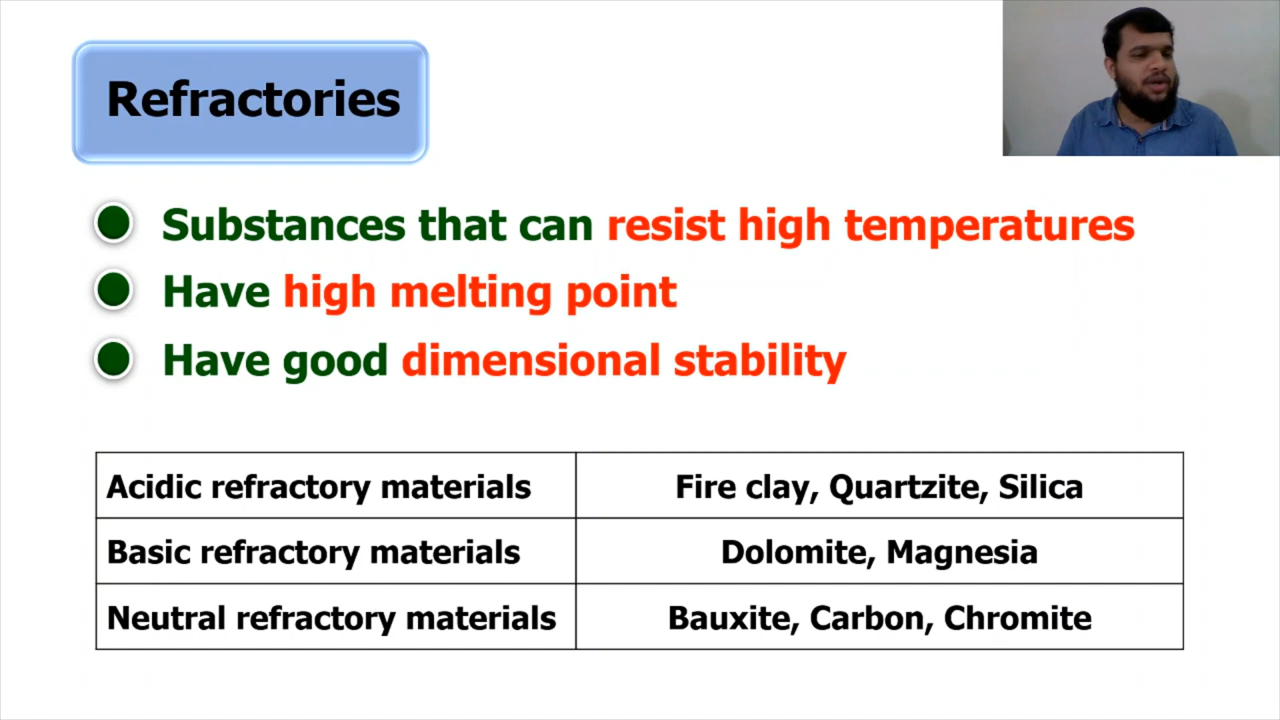 Refractories
Substances that can resist high temperatures
Have high melting point
Have good dimensional stability
Acidic refractory materials
Fire clay, Quartzite, Silica
Basic refractory materials
Dolomite, Magnesia
Neutral refractory materials
Bauxite, Carbon, Chromite